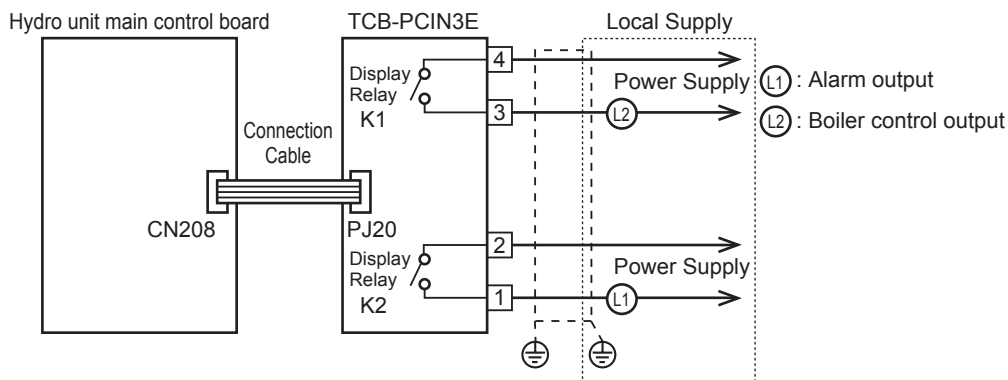 Hydro unit main control board
TCB-PCIN3E
Local Supply
4
Display
Relay
K1
Power Supply
L1 : Alarm output
3
L2
L2 : Boiler control output
Connection
Cable
CN208
PJ20
2
Display
Relay
K2
Power Supply
1
L1